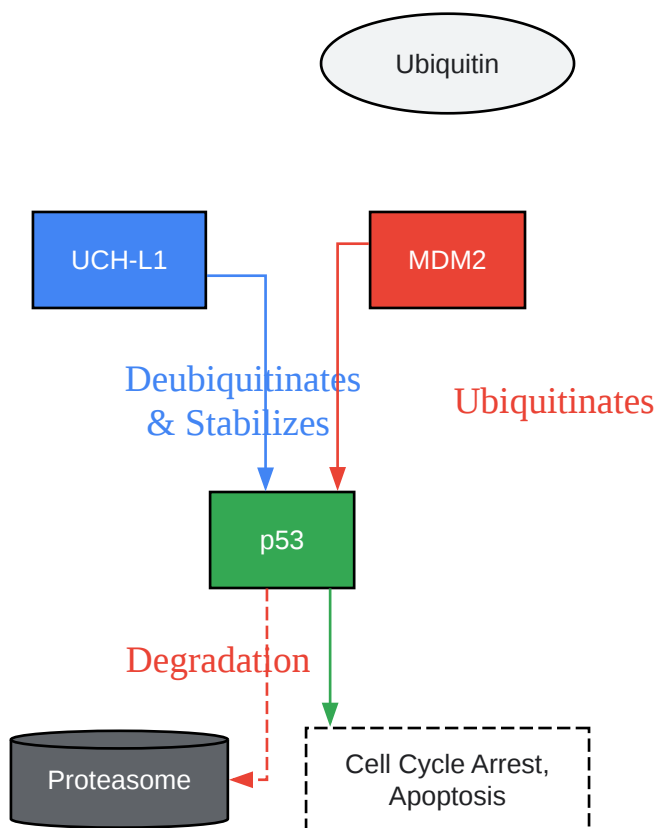 Ubiquitin
UCH-L1
MDM2
Deubiquitinates
& Stabilizes
Ubiquitinates
p53
Degradation
Proteasome
Cell Cycle Arrest,
Apoptosis